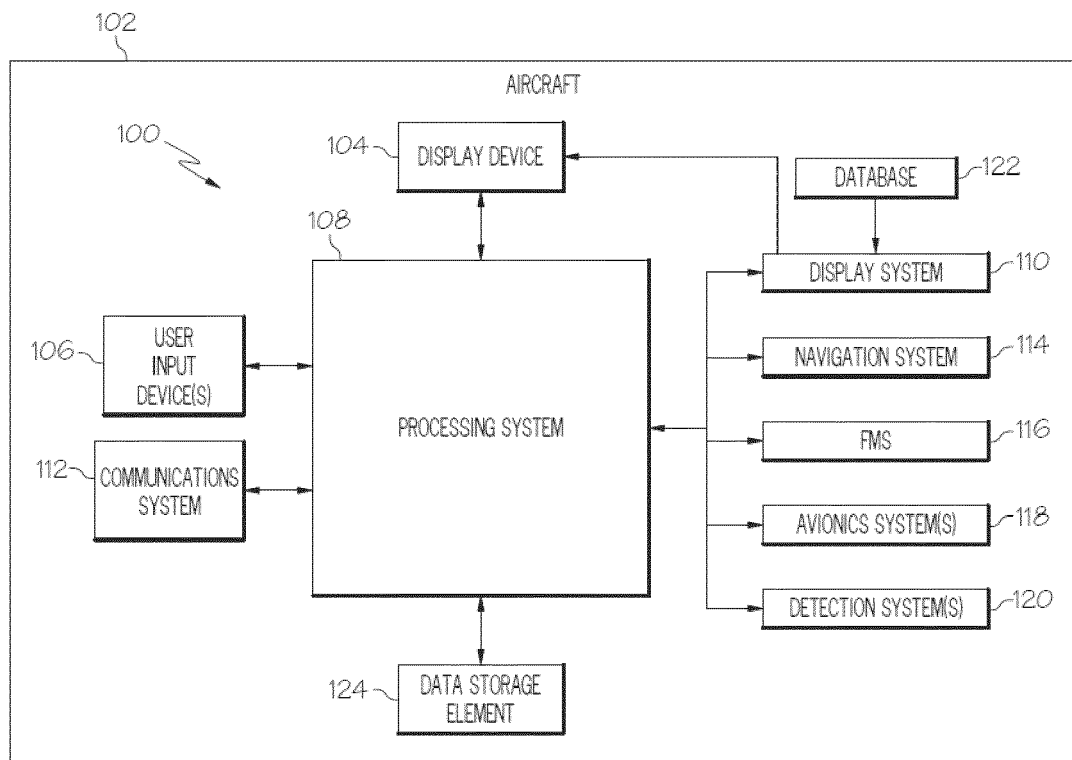 102
AIRCRAFT
100
104
DISPLAY DEVICE
DATABASE
122
108
DISPLAY SYSTEM
110
106
USER
INPUT
DEVICE(S)
NAVIGATION SYSTEM
114
PROCESSING SYSTEM
FMS
116
112
COMMUNICATIONS
SYSTEM
AVIONICS SYSTEM(S)
118
DETECTION SYSTEM(S)
120
124
DATA STORAGE
ELEMENT